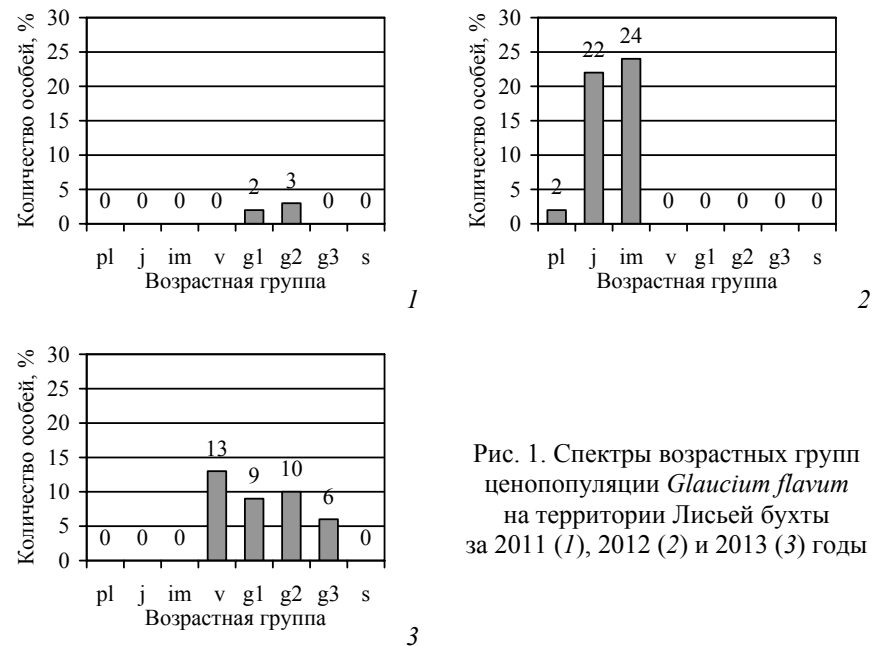 Количество особей, %
30
25
20
15
10
5
0
0 0 0 0 2 3 0 0
pl j im v g1 g2 g3 s
Возрастная группа
1
Количество особей, %
30
25
20
15
10
5
0
2 22 24 0 0 0 0 0
pl j im v g1 g2 g3 s
Возрастная группа
2
Количество особей, %
30
25
20
15
10
5
0
0 0 0 13 9 10 6 0
pl j im v g1 g2 g3 s
Возрастная группа
3
Рис. 1. Спектры возрастных групп
ценопопуляции Glaucium flavum
на территории Лисьей бухты
за 2011 (1), 2012 (2) и 2013 (3) годы